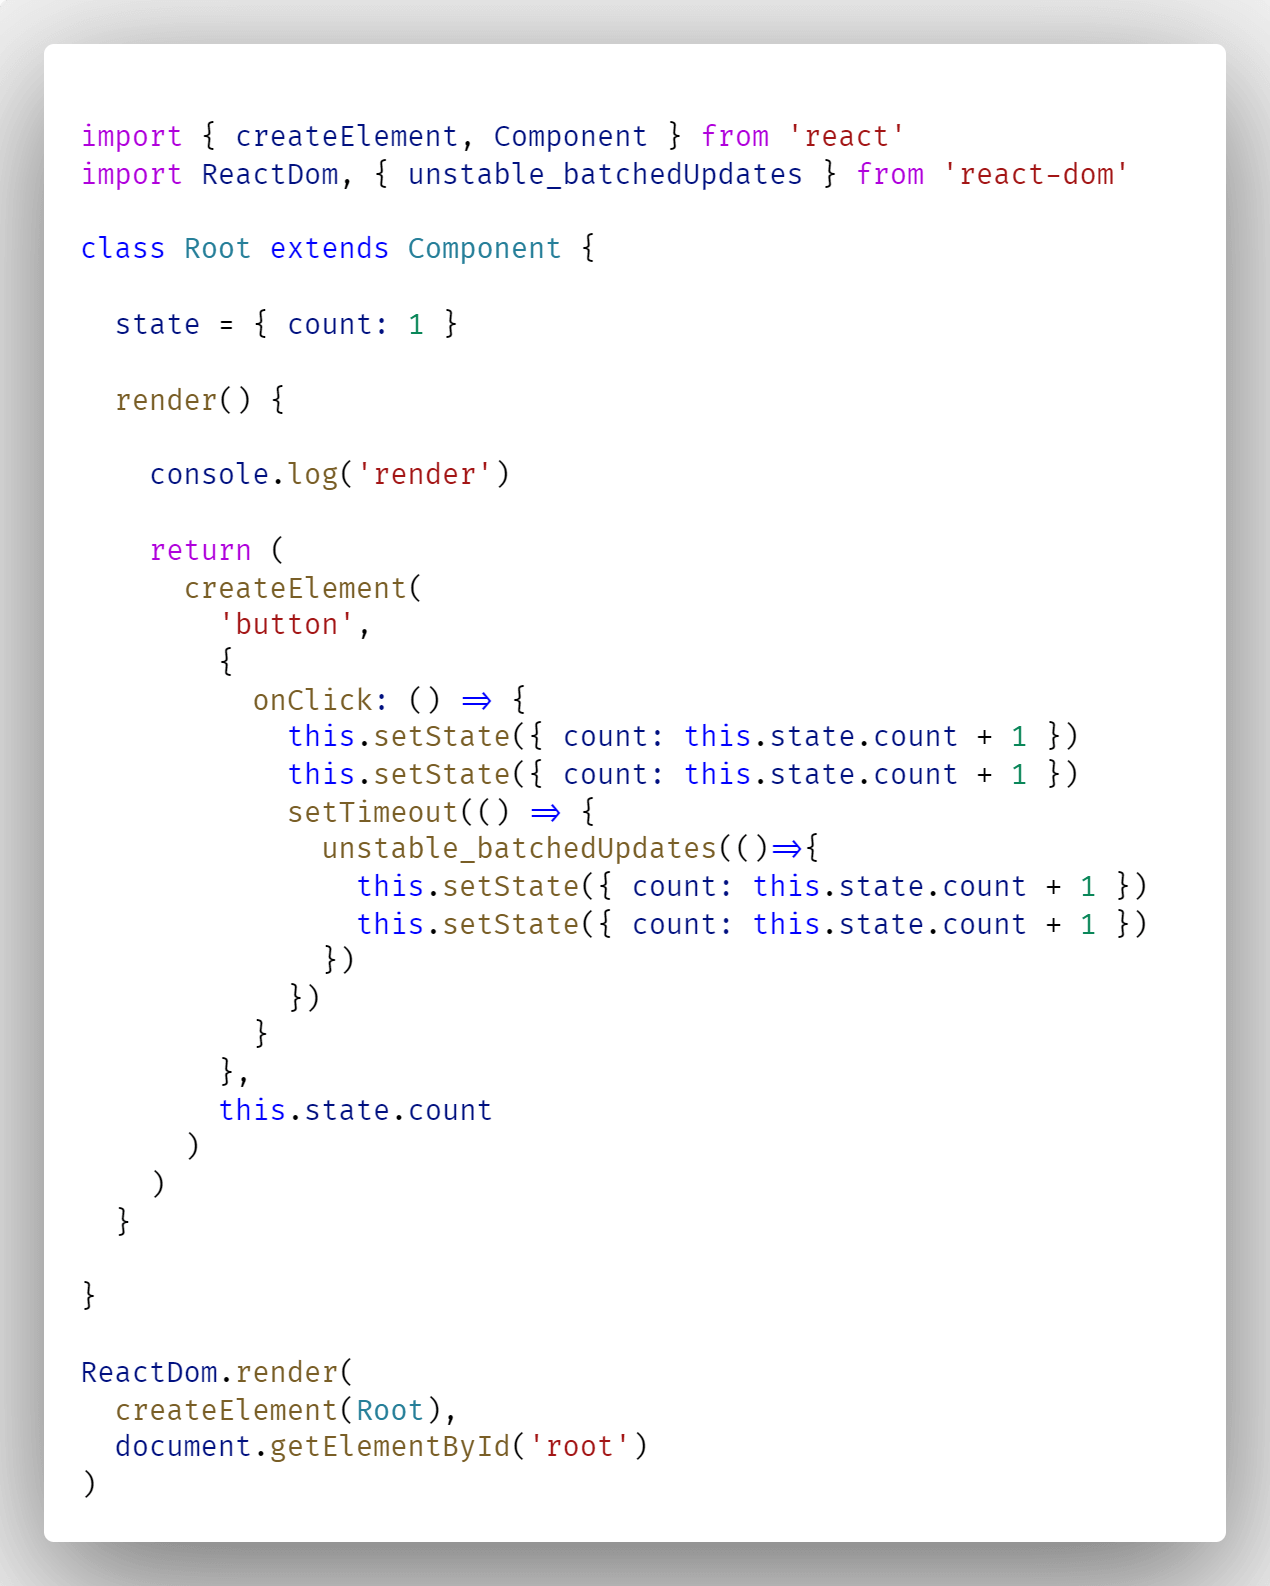 import { createElement, Component } from 'react'
import ReactDom, { unstable_batchedUpdates } from 'react-dom'
class Root extends Component {
  state = { count: 1 }
  render() {
    console.log('render')
    return (
      createElement(
        'button',
        {
          onClick: () => {
            this.setState({ count: this.state.count + 1 })
            this.setState({ count: this.state.count + 1 })
            setTimeout(() => {
              unstable_batchedUpdates(()=>{
                this.setState({ count: this.state.count + 1 })
                this.setState({ count: this.state.count + 1 })
              })
            })
          }
        },
        this.state.count
      )
    )
  }
}
ReactDom.render(
  createElement(Root),
  document.getElementById('root')
)